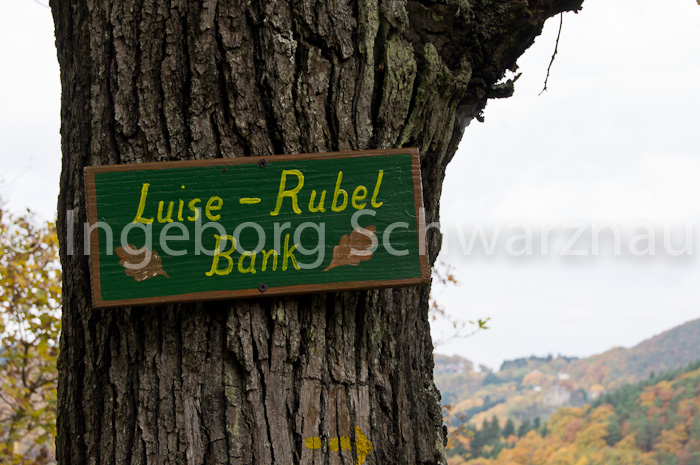 Luise - Rubel
Ingeborg Schwarznau
Bank